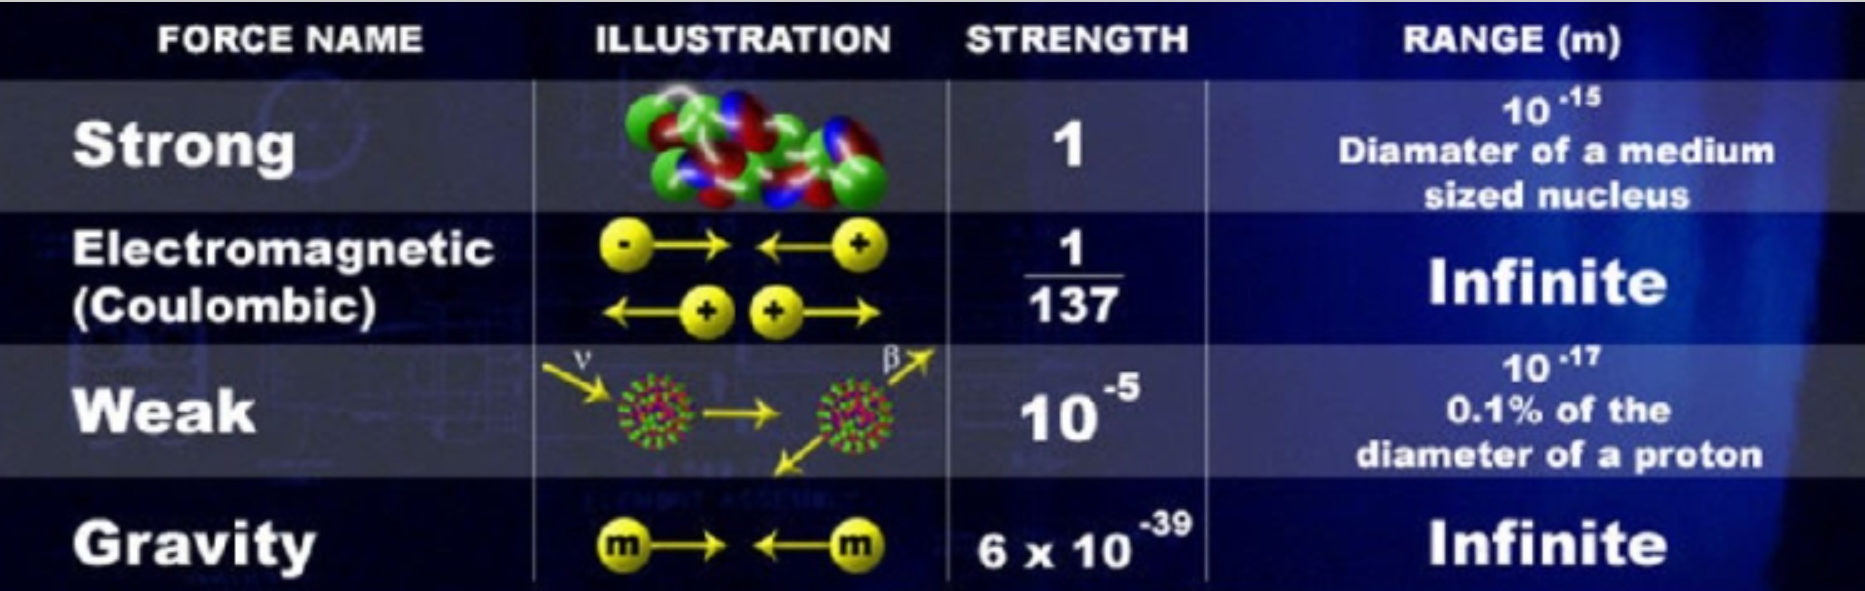 FORCE NAME ILLUSTRATION STRENGTH RANGE (m)
Strong
1
10 -15
Diamater of a medium
sized nucleus
Electromagnetic
(Coulombic)
- +
+ +
1
137
Infinite
Weak
ν β
10 -5
10 -17
0.1% of the
diameter of a proton
Gravity
m m
6 x 10 -39
Infinite